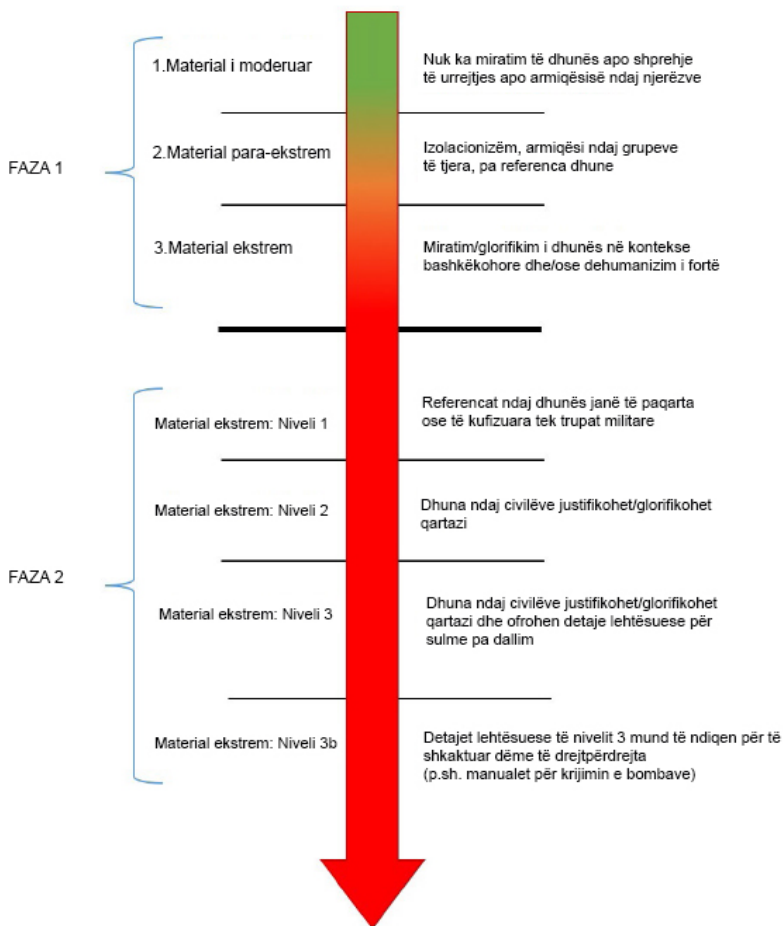 1.Material i moderuar
Nuk ka miratim të dhunës apo shprehje
të urrejtjes apo armiqësisë ndaj njerëzve
FAZA 1
2.Material para-ekstrem
Izolacionizëm, armiqësi ndaj grupeve
të tjera, pa referenca dhune
3.Material ekstrem
Miratim/glorifikim i dhunës në kontekse
bashkëkohore dhe/ose dehumanizim i fortë
Material ekstrem: Niveli 1
Referencat ndaj dhunës janë të paqarta
ose të kufizuara tek trupat militare
Material ekstrem: Niveli 2
Dhuna ndaj civilëve justifikohet/glorifikohet
qartazi
FAZA 2
Material ekstrem: Niveli 3
Dhuna ndaj civilëve justifikohet/glorifikohet
qartazi dhe ofrohen detaje lehtësuese për
sulme pa dallim
Material ekstrem: Niveli 3b
Detajet lehtësuese të nivelit 3 mund të ndiqen për të
shkaktuar dëme të drejtpërdrejta
(p.sh. manualet për krijimin e bombave)